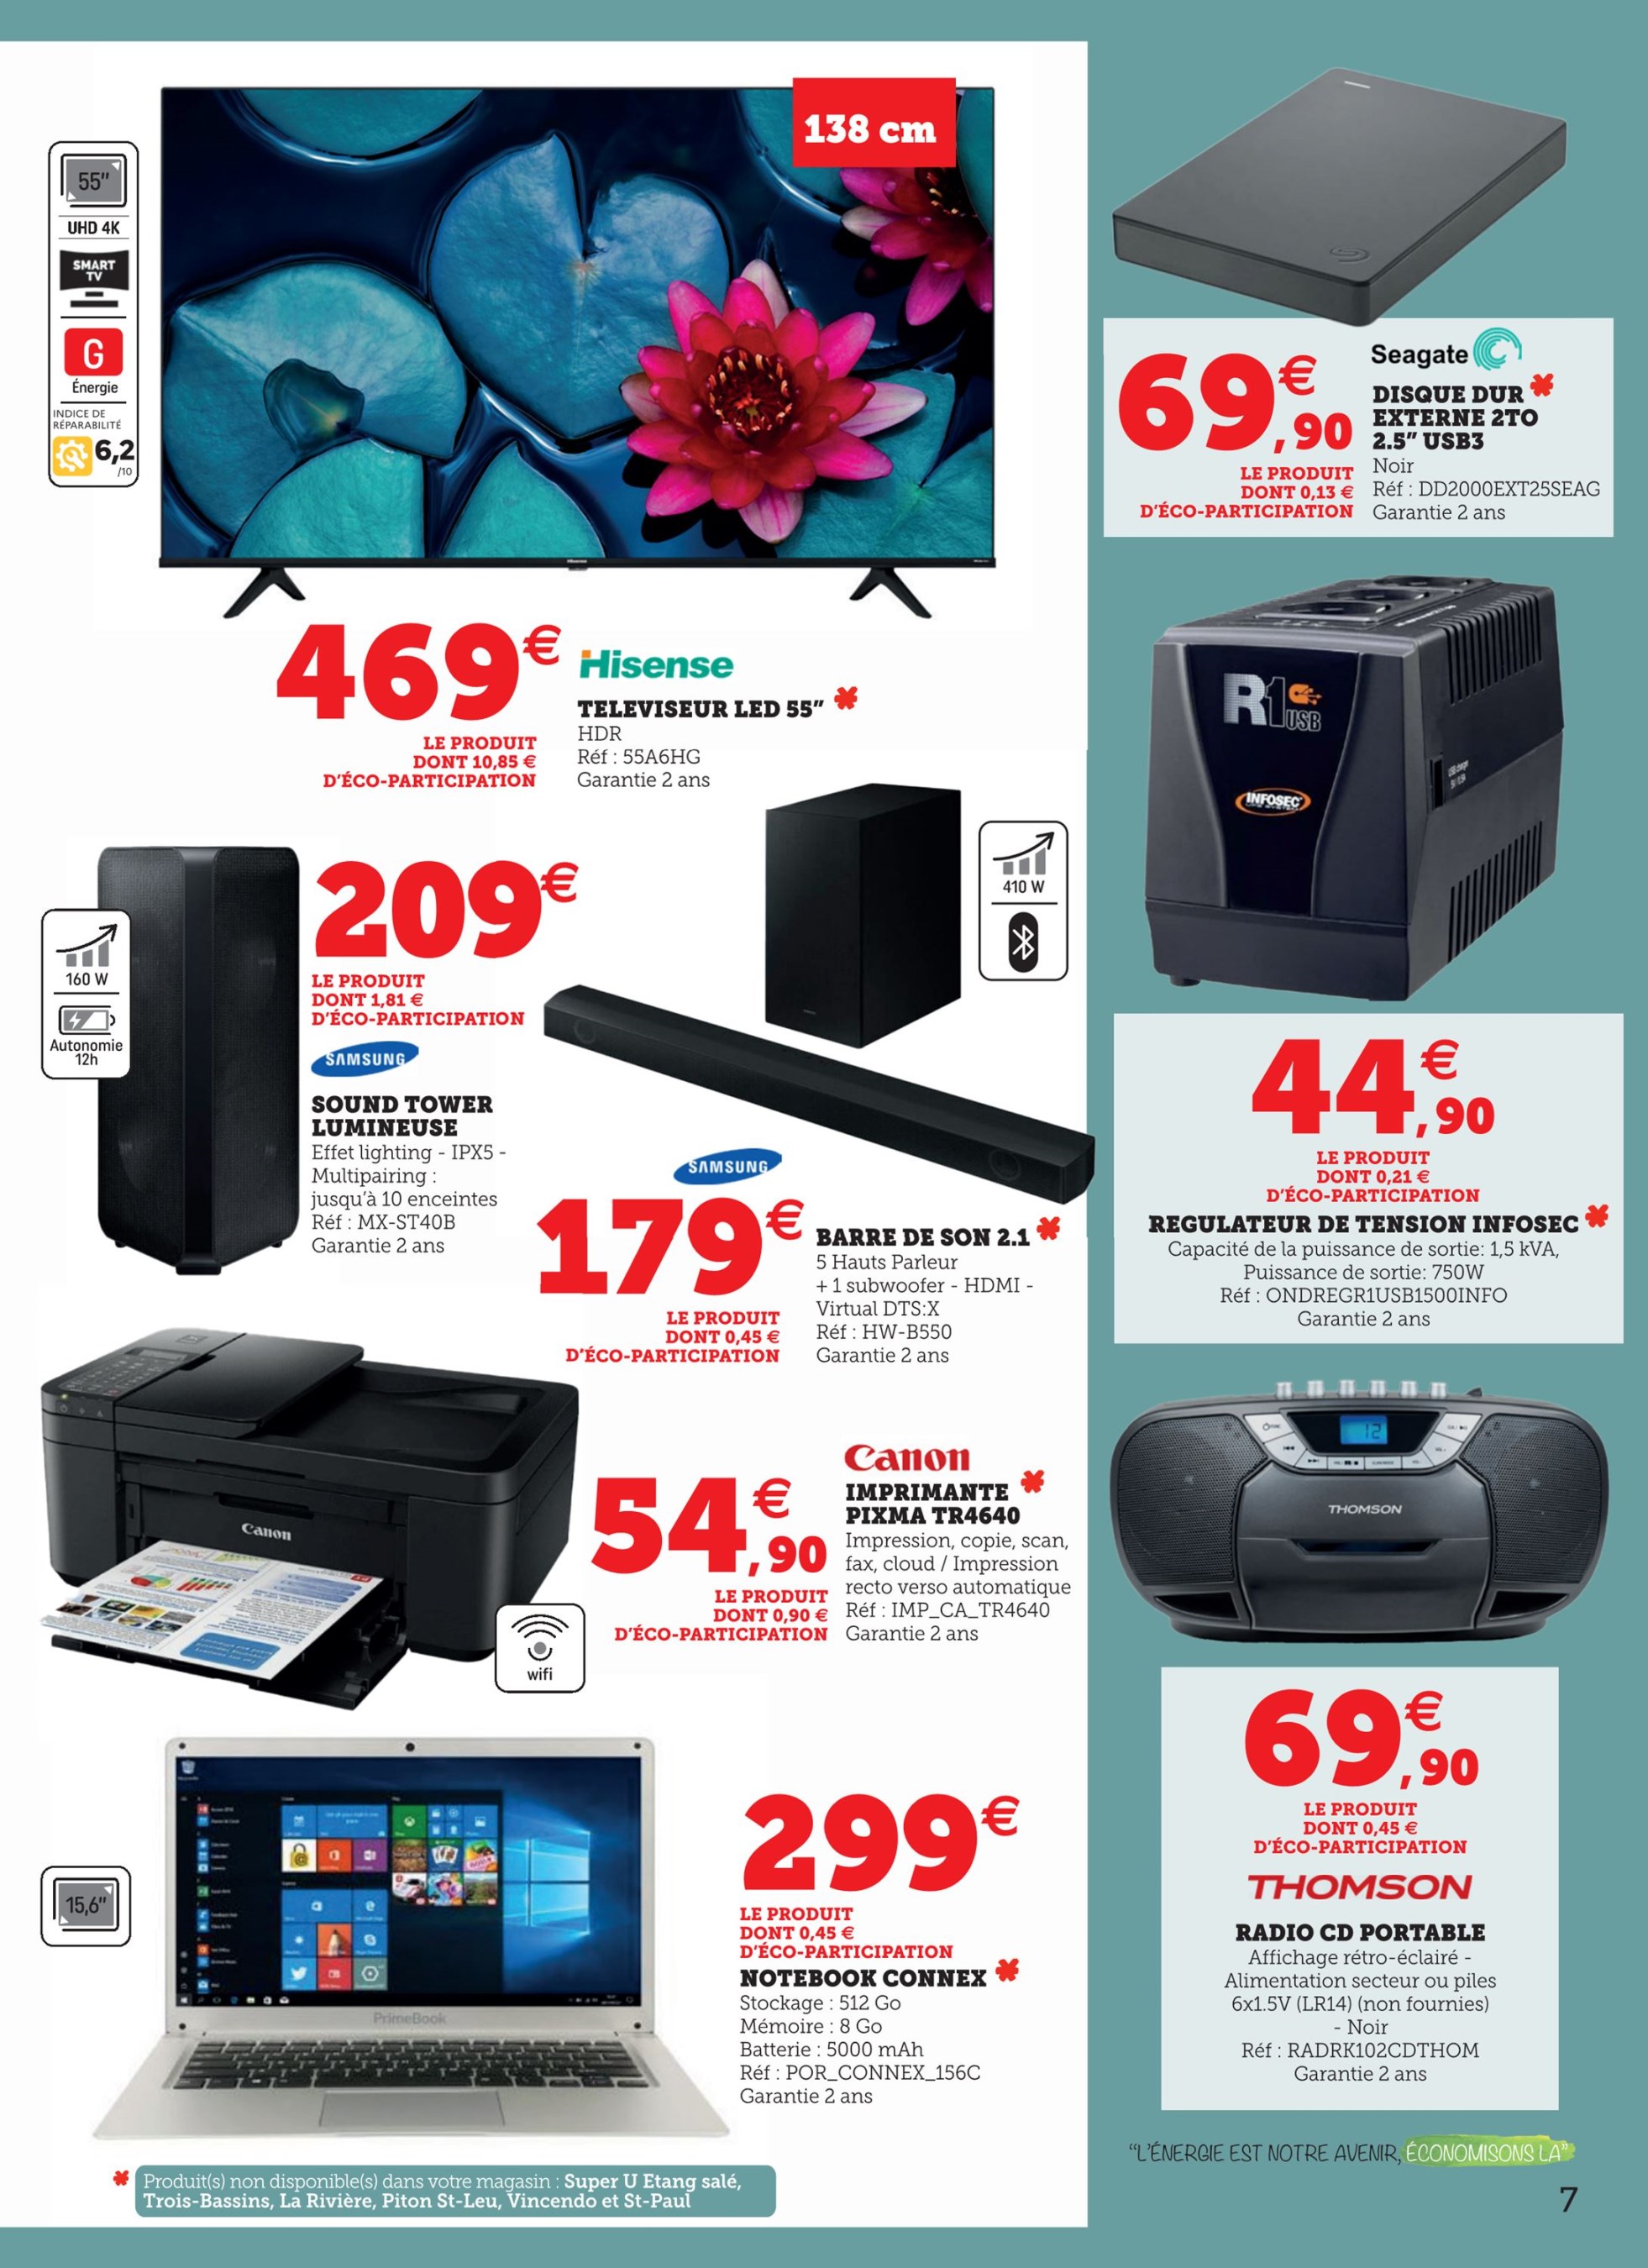 138 cm
55"
UHD 4K
SMART
TV
G
Énergie
INDICE DE
RÉPARABILITÉ
6,2
/10
Hisense
469€
LE PRODUIT
DONT 10,85 €
D'ÉCO-PARTICIPATION
Hisense
TELEVISEUR LED 55"
HDR
Réf : 55A6HG
Garantie 2 ans
160 W
Autonomie
12h
209€
LE PRODUIT
DONT 1,81 €
D'ÉCO-PARTICIPATION
SAMSUNG
SOUND TOWER
LUMINEUSE
Effet lighting - IPX5 -
Multipairing :
jusqu'à 10 enceintes
Réf : MX-ST40B
Garantie 2 ans
410 W
SAMSUNG
179€
LE PRODUIT
DONT 0,45 €
D'ÉCO-PARTICIPATION
BARRE DE SON 2.1
5 Hauts Parleur
+ 1 subwoofer - HDMI -
Virtual DTS:X
Réf : HW-B550
Garantie 2 ans
Canon
wifi
54€,90
LE PRODUIT
DONT 0,90 €
D'ÉCO-PARTICIPATION
Canon
IMPRIMANTE
PIXMA TR4640
Impression, copie, scan,
fax, cloud / Impression
recto verso automatique
Réf : IMP_CA_TR4640
Garantie 2 ans
15,6"
PrimeBook
299€
LE PRODUIT
DONT 0,45 €
D'ÉCO-PARTICIPATION
NOTEBOOK CONNEX
Stockage : 512 Go
Mémoire : 8 Go
Batterie : 5000 mAh
Réf : POR_CONNEX_156C
Garantie 2 ans
Produit(s) non disponible(s) dans votre magasin : Super U Etang salé,
Trois-Bassins, La Rivière, Piton St-Leu, Vincendo et St-Paul
69€,90
LE PRODUIT
DONT 0,13 €
D'ÉCO-PARTICIPATION
Seagate
DISQUE DUR
EXTERNE 2TO
2.5" USB3
Noir
Réf : DD2000EXT25SEAG
Garantie 2 ans
R1 USB
INFOSEC
44€,90
LE PRODUIT
DONT 0,21 €
D'ÉCO-PARTICIPATION
REGULATEUR DE TENSION INFOSEC
Capacité de la puissance de sortie: 1,5 kVA,
Puissance de sortie: 750W
Réf : ONDREGR1USB1500INFO
Garantie 2 ans
12
THOMSON
69€,90
LE PRODUIT
DONT 0,45 €
D'ÉCO-PARTICIPATION
THOMSON
RADIO CD PORTABLE
Affichage rétro-éclairé -
Alimentation secteur ou piles
6x1.5V (LR14) (non fournies)
- Noir
Réf : RADRK102CDTHOM
Garantie 2 ans
"L'ÉNERGIE EST NOTRE AVENIR, ÉCONOMISONS LA"
7